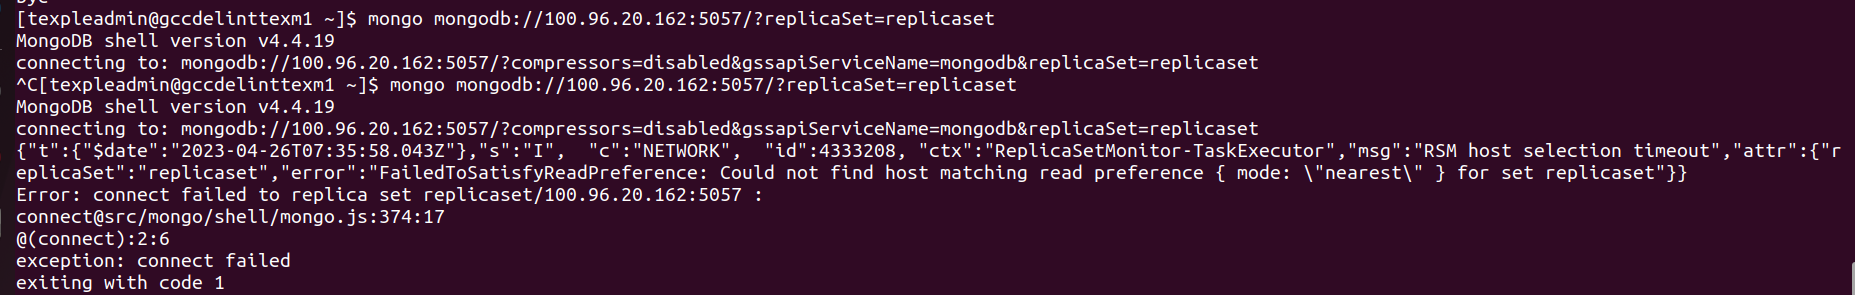 [texpleadmin@gccdelinttexm1 ~]$ mongo mongodb://100.96.20.162:5057/?replicaSet=replicaset
MongoDB shell version v4.4.19
connecting to: mongodb://100.96.20.162:5057/?compressors=disabled&gssapiServiceName=mongodb&replicaSet=replicaset
^C[texpleadmin@gccdelinttexm1 ~]$ mongo mongodb://100.96.20.162:5057/?replicaSet=replicaset
MongoDB shell version v4.4.19
connecting to: mongodb://100.96.20.162:5057/?compressors=disabled&gssapiServiceName=mongodb&replicaSet=replicaset
{"t":{"$date":"2023-04-26T07:35:58.043Z"},"s":"I",  "c":"NETWORK",  "id":4333208, "ctx":"ReplicaSetMonitor-TaskExecutor","msg":"RSM host selection timeout","attr":{"r
eplicaSet":"replicaset","error":"FailedToSatisfyReadPreference: Could not find host matching read preference { mode: \"nearest\" } for set replicaset"}}
Error: connect failed to replica set replicaset/100.96.20.162:5057 :
connect@src/mongo/shell/mongo.js:374:17
@(connect):2:6
exception: connect failed
exiting with code 1